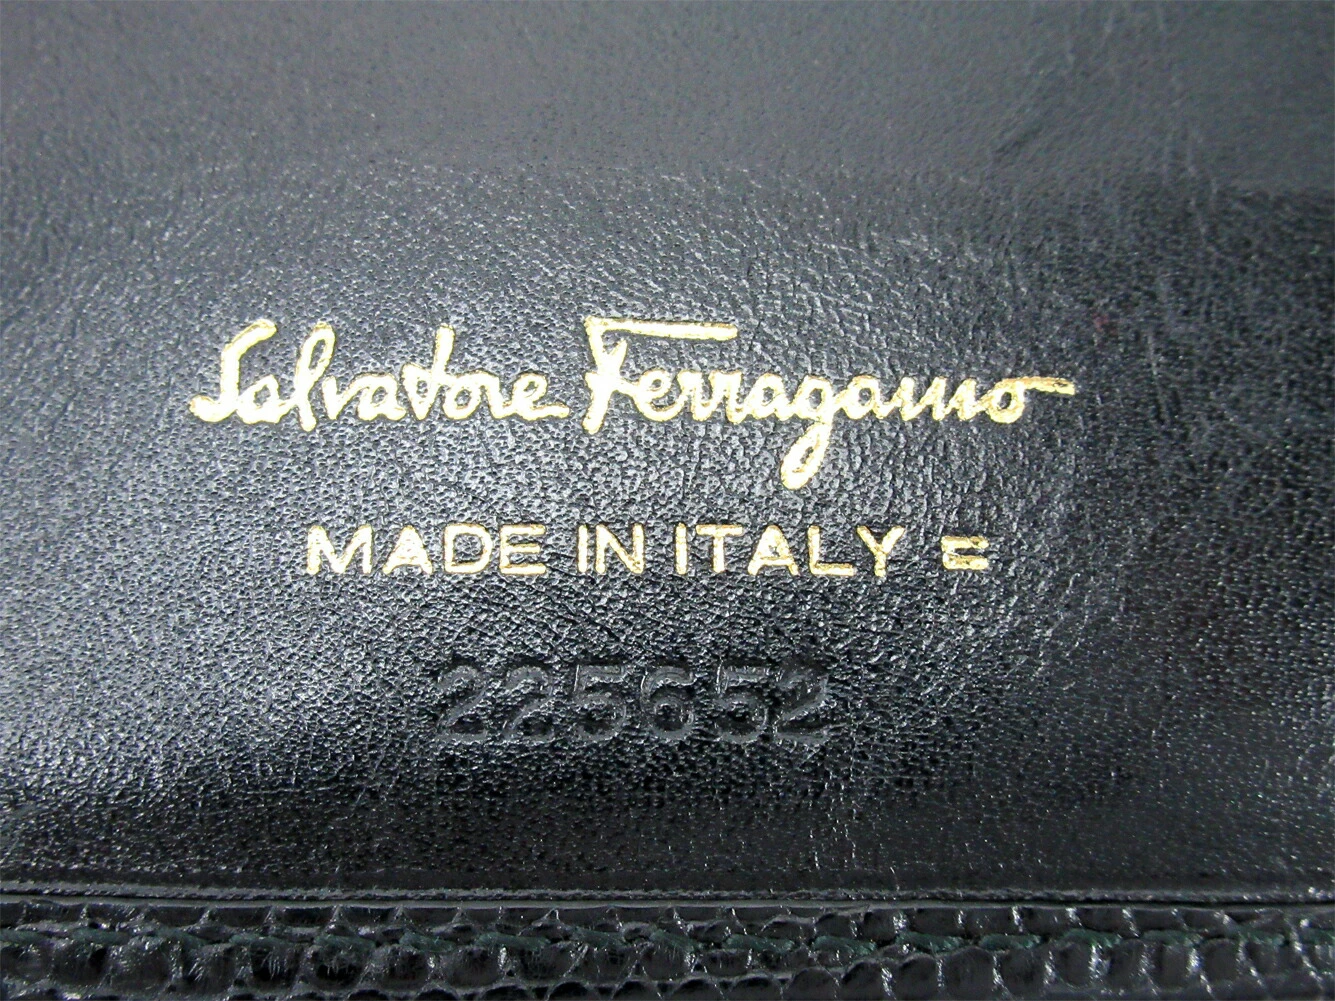 Salvatore Ferragamo
MADE IN ITALY =
225652